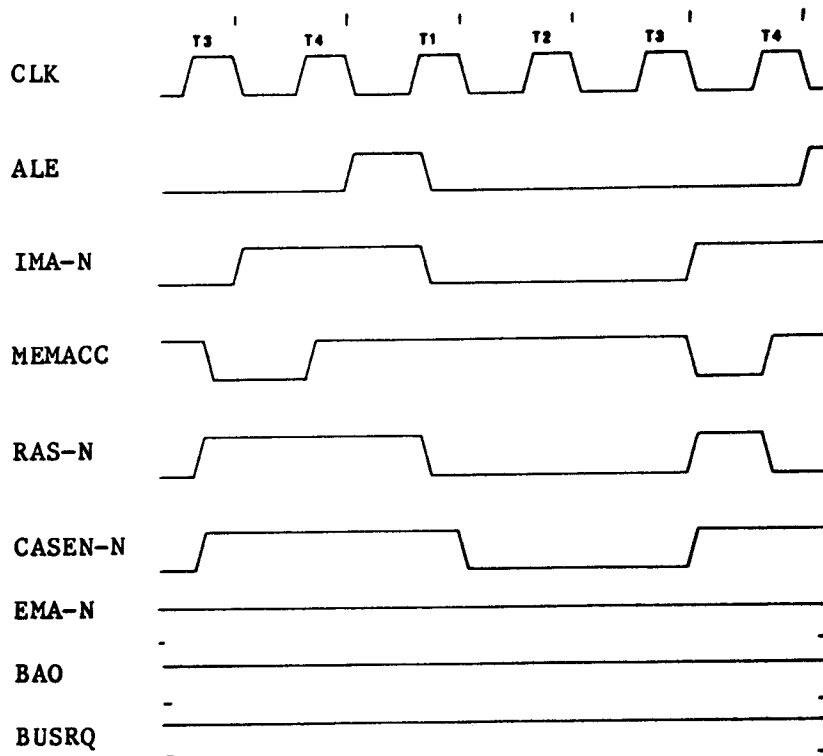 T3 T4 T1 T2 T3 T4
CLK
ALE
IMA-N
MEMACC
RAS-N
CASEN-N
EMA-N
BAO
BUSRQ